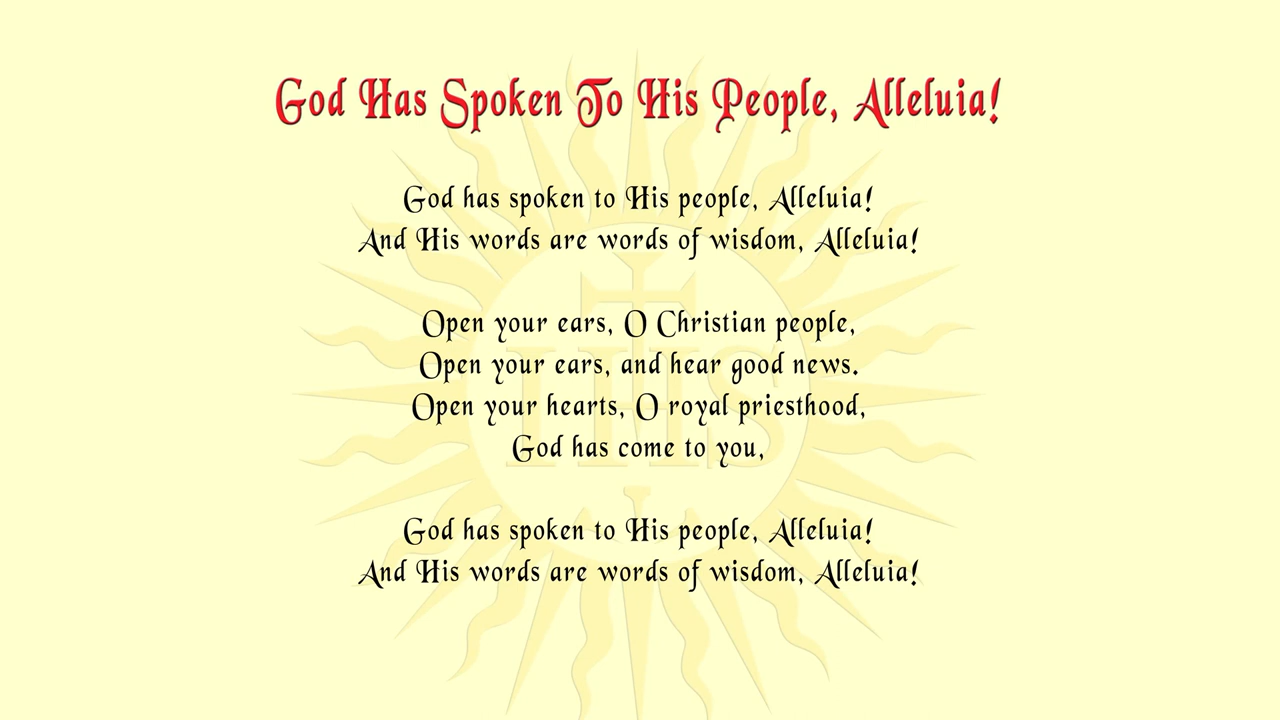 God Has Spoken To His People, Alleluia!
God has spoken to His people, Alleluia!
And His words are words of wisdom, Alleluia!
Open your ears, O Christian people,
Open your ears, and hear good news.
Open your hearts, O royal priesthood,
God has come to you,
God has spoken to His people, Alleluia!
And His words are words of wisdom, Alleluia!
IHS